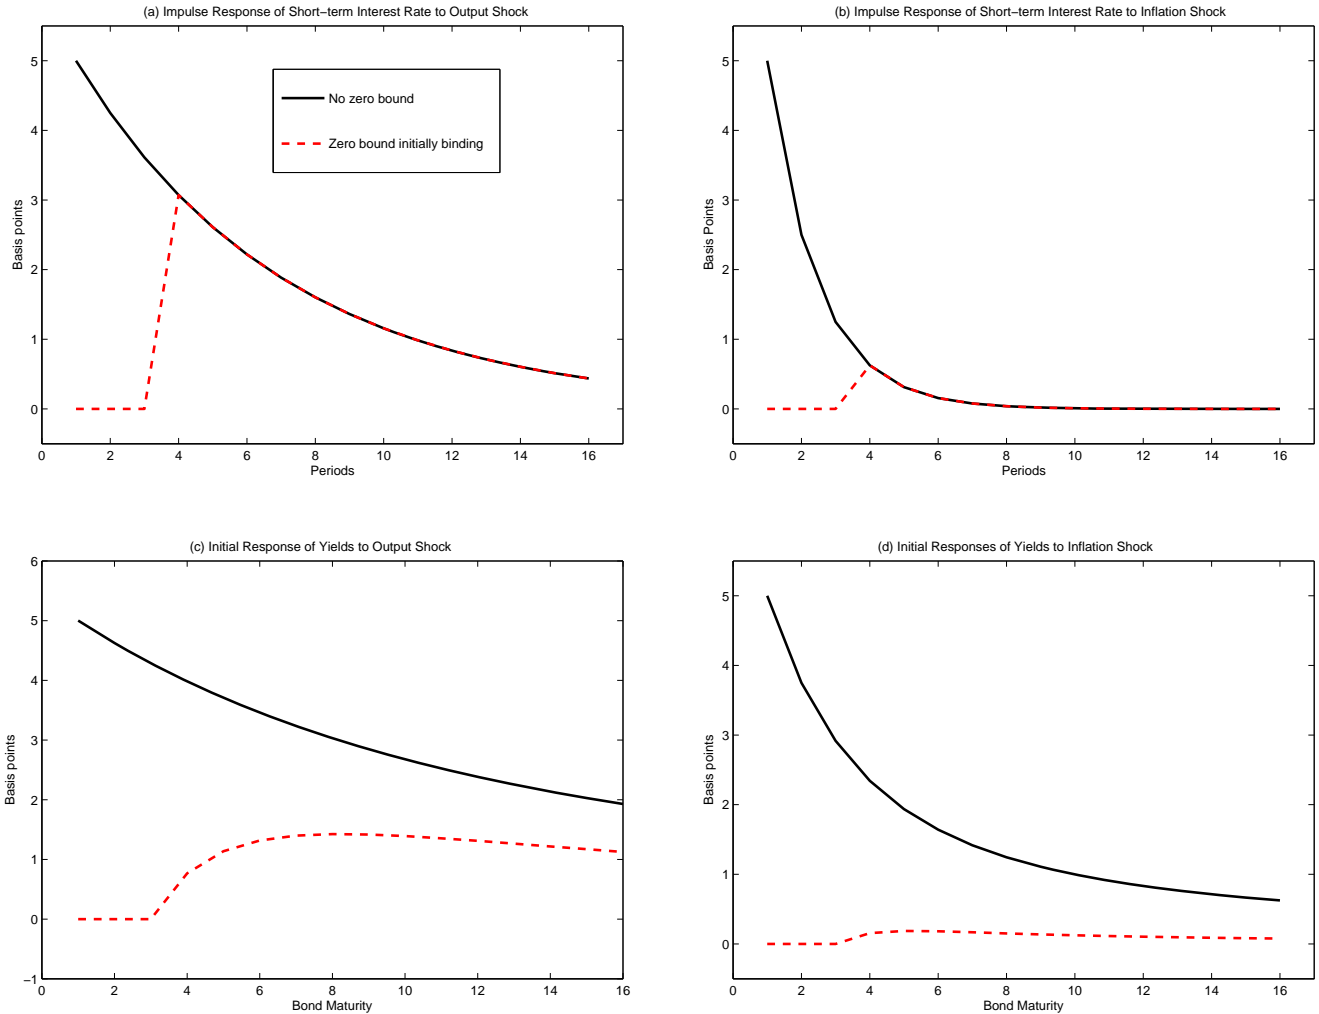 (a) Impulse Response of Short−term Interest Rate to Output Shock
5
4
3
2
1
0
Basis points
No zero bound
Zero bound initially binding
0 2 4 6 8 10 12 14 16
Periods
(b) Impulse Response of Short−term Interest Rate to Inflation Shock
5
4
3
2
1
0
Basis Points
0 2 4 6 8 10 12 14 16
Periods
(c) Initial Response of Yields to Output Shock
6
5
4
3
2
1
0
−1
Basis points
0 2 4 6 8 10 12 14 16
Bond Maturity
(d) Initial Responses of Yields to Inflation Shock
5
4
3
2
1
0
Basis points
0 2 4 6 8 10 12 14 16
Bond Maturity